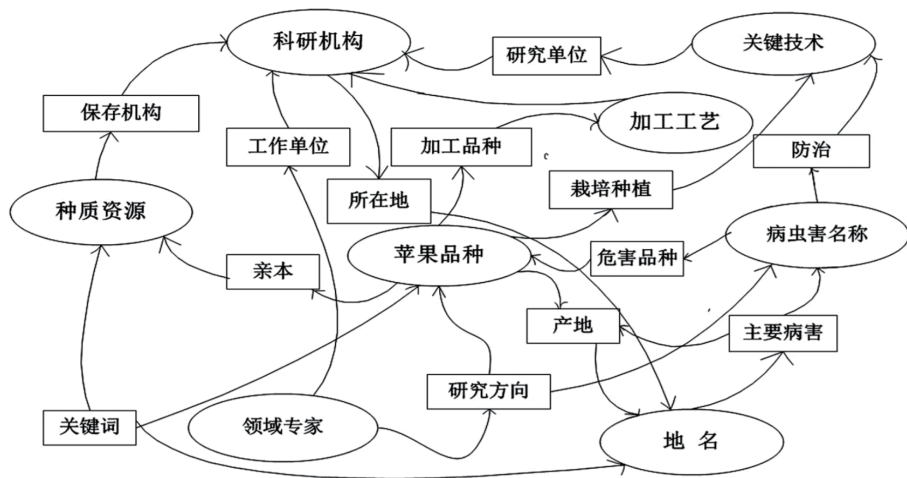 科研机构
研究单位
关键技术
保存机构
工作单位
加工品种
加工工艺
防治
种质资源
所在地
栽培种植
苹果品种
危害品种
病虫害名称
亲本
产地
主要病害
研究方向
关键词
领域专家
地名